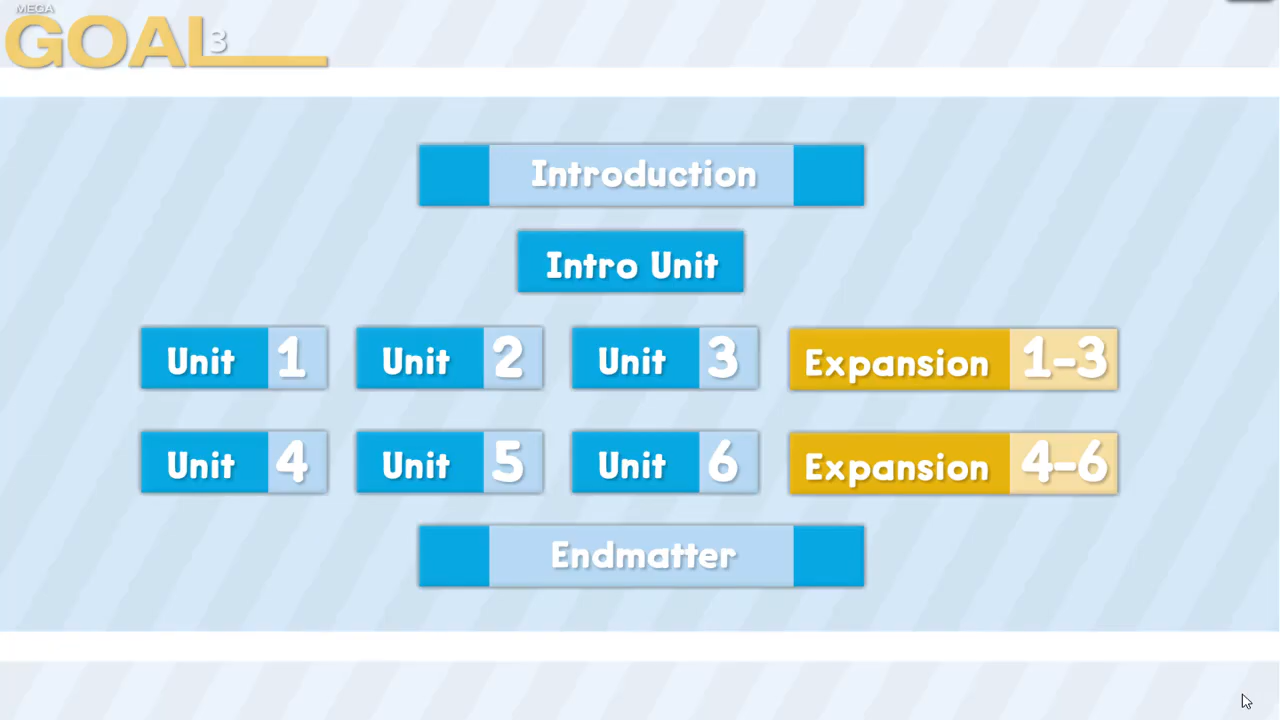 MEGA
GOAL 3
Introduction
Intro Unit
Unit 1 Unit 2 Unit 3 Expansion 1-3
Unit 4 Unit 5 Unit 6 Expansion 4-6
Endmatter